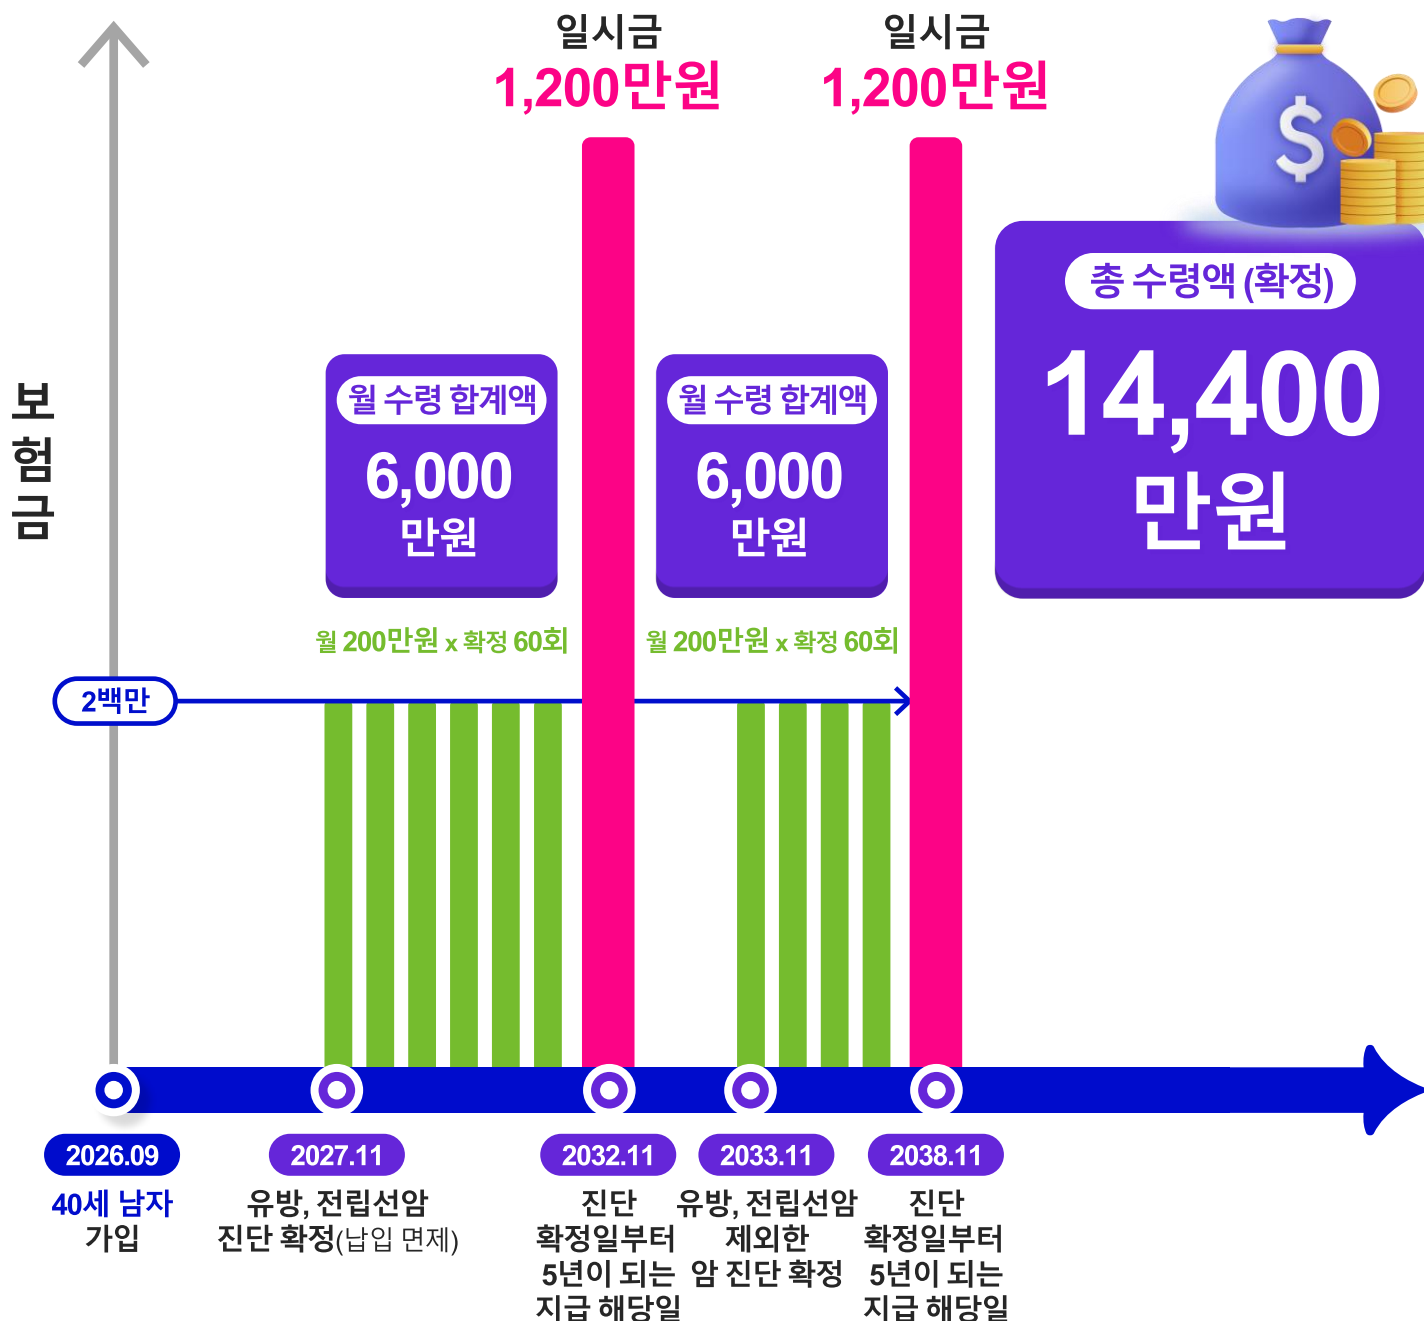 일시금
1,200만원
일시금
1,200만원
총 수령액 (확정)
14,400
만원
보험금
월 수령 합계액
6,000
만원
월 수령 합계액
6,000
만원
월 200만원 x 확정 60회
월 200만원 x 확정 60회
2백만
2026.09
40세 남자
가입
2027.11
유방, 전립선암
진단 확정(납입 면제)
2032.11
진단
확정일부터
5년이 되는
지급 해당일
2033.11
유방, 전립선암
제외한
암 진단 확정
2038.11
진단
확정일부터
5년이 되는
지급 해당일
$